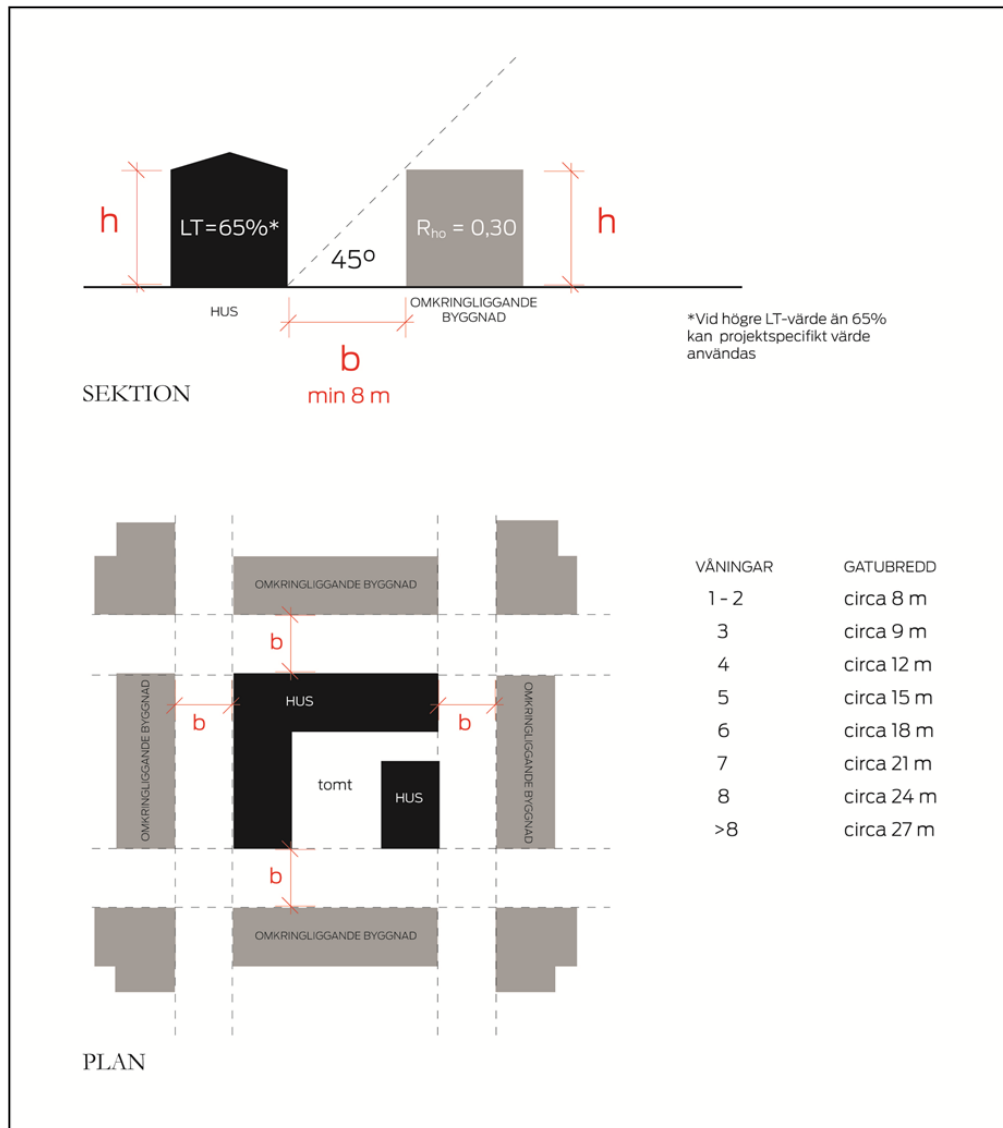 h
LT=65%*
45º
Rho = 0,30
h
HUS
OMKRINGLIGGANDE
BYGGNAD
b
min 8 m
*Vid högre LT-värde än 65%
kan projektspecifikt värde
användas
SEKTION
OMKRINGLIGGANDE BYGGNAD
b
OMKRINGLIGGANDE BYGGNAD
b
HUS
b
OMKRINGLIGGANDE BYGGNAD
tomt
HUS
b
OMKRINGLIGGANDE BYGGNAD
VÅNINGAR GATUBREDD
1 - 2 circa 8 m
3 circa 9 m
4 circa 12 m
5 circa 15 m
6 circa 18 m
7 circa 21 m
8 circa 24 m
>8 circa 27 m
PLAN